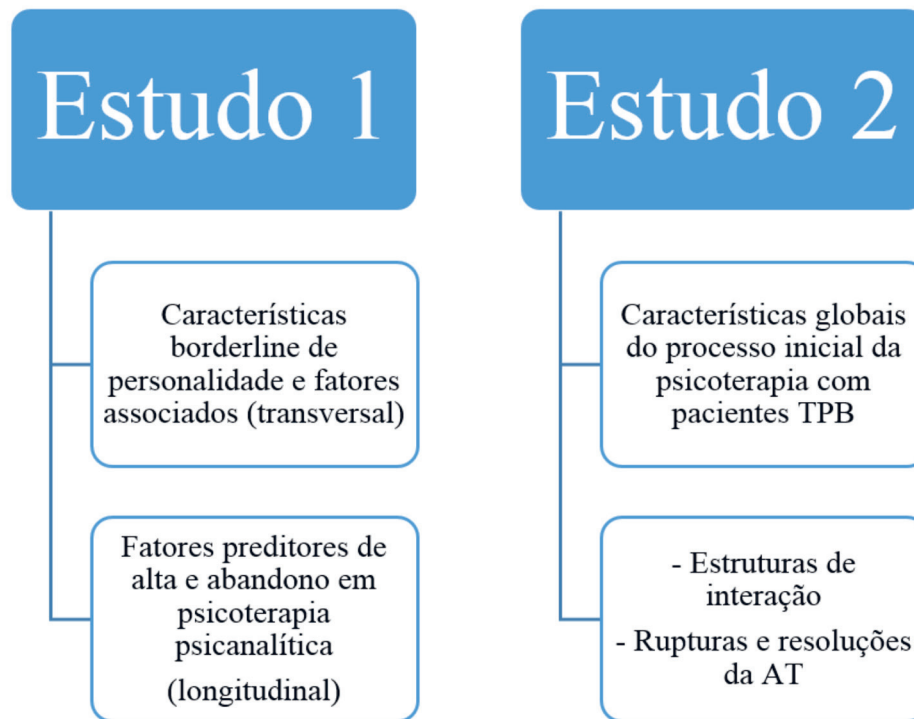 Estudo 1
Características
borderline de
personalidade e fatores
associados (transversal)
Fatores preditores de
alta e abandono em
psicoterapia
psicanalítica
(longitudinal)
Estudo 2
Características globais
do processo inicial da
psicoterapia com
pacientes TPB
- Estruturas de
interação
- Rupturas e resoluções
da AT